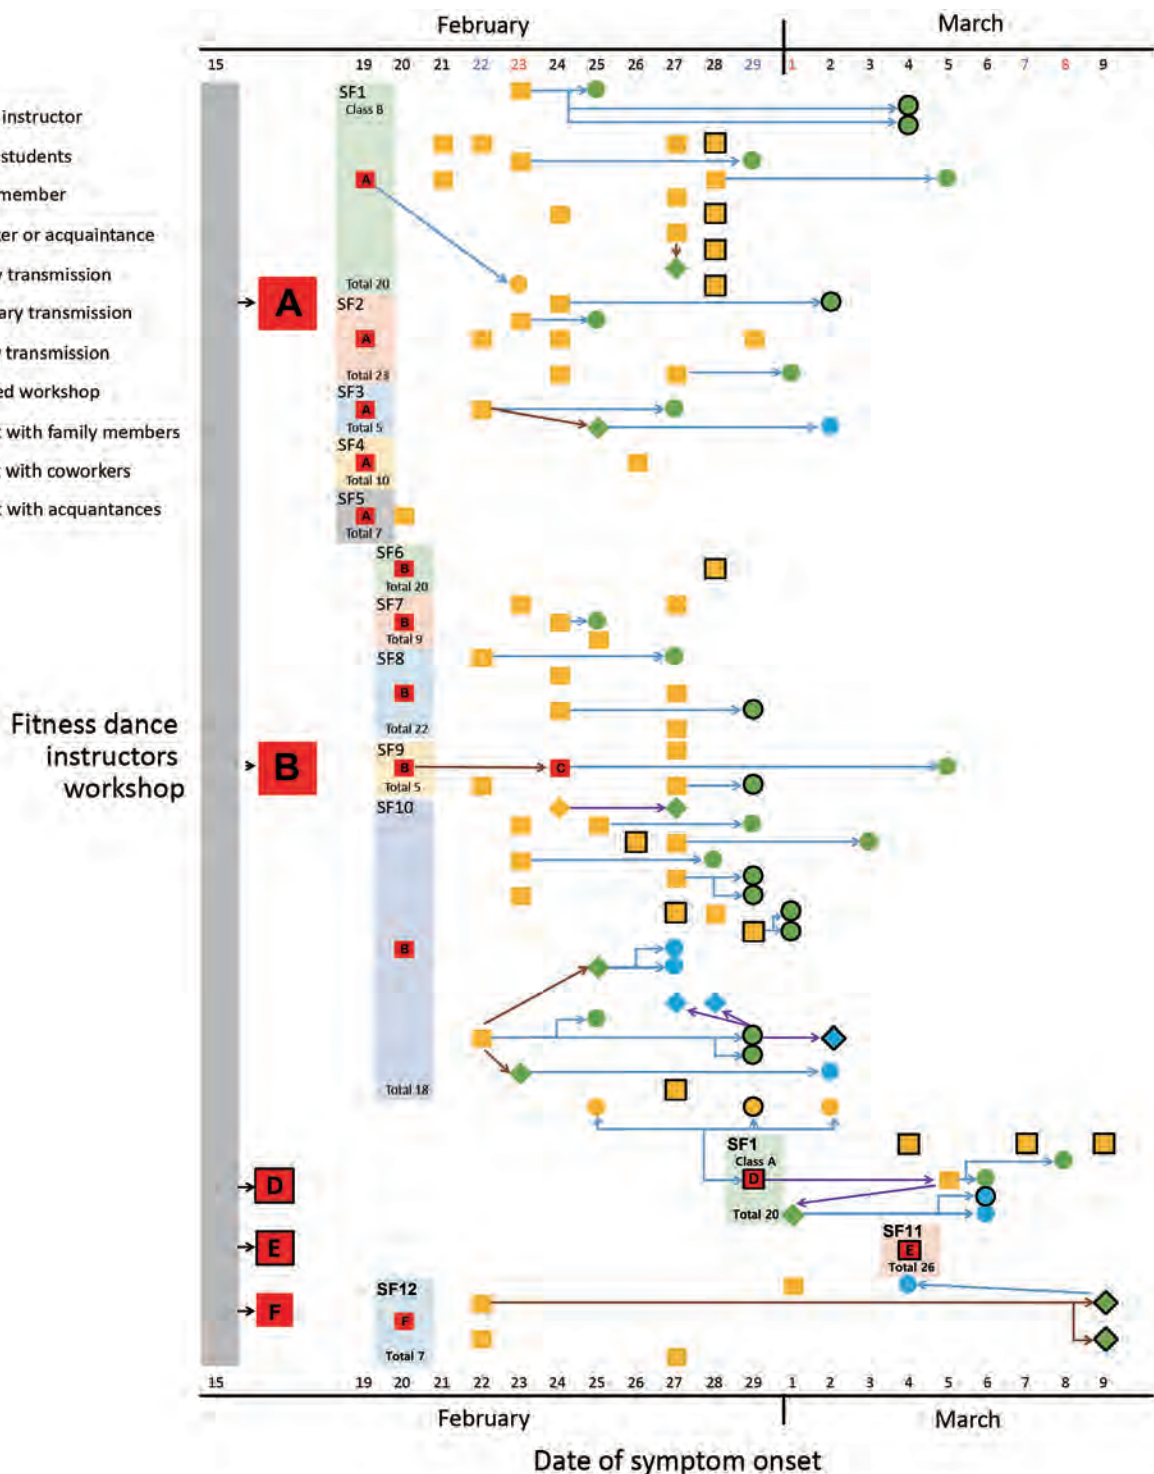 February March
15 19 20 21 22 23 24 25 26 27 28 29 1 2 3 4 5 6 7 8 9
instructor
students
member
er or acquaintance
transmission
ary transmission
transmission
ed workshop
with family members
with coworkers
with acquantances
SF1
Class B
A
Total 20
A
SF2
A
Total 23
SF3
A
Total 5
SF4
A
Total 10
SF5
A
Total 7
SF6
B
Total 20
SF7
B
Total 9
SF8
B
Total 22
Fitness dance
instructors
workshop
B
SF9
B C
Total 5
SF10
B
Total 18
SF1
Class A
D
D
Total 20
SF11
E
E
Total 26
SF12
F
F
Total 7
15 19 20 21 22 23 24 25 26 27 28 29 1 2 3 4 5 6 7 8 9
February March
Date of symptom onset